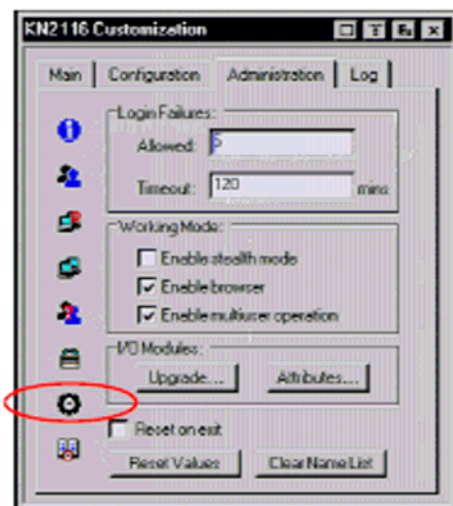 KN2116 Customization
Main Configuration Administration Log
Login Failures:
Allowed: 5
Timeout: 120 mins
Working Mode:
Enable stealth mode
Enable browser
Enable multiuser operation
I/O Modules:
Upgrade... Attributes...
Reset on exit
Reset Values Clear Name List